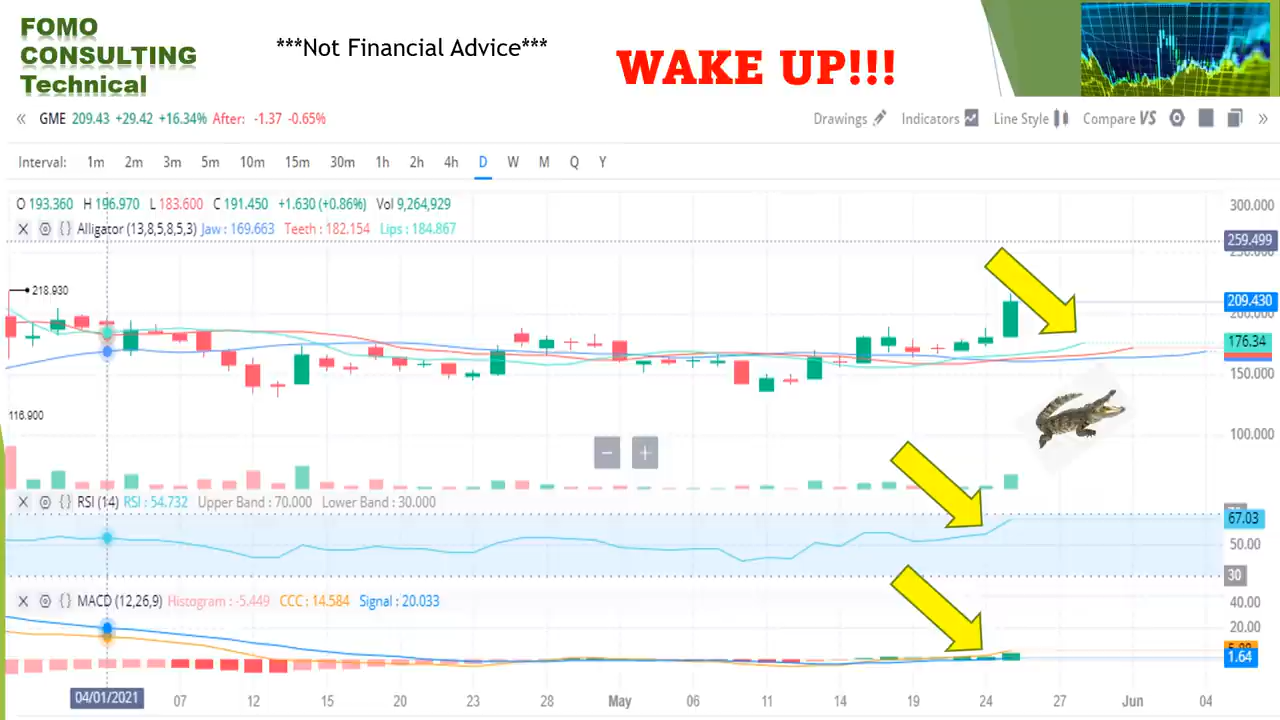 FOMO
CONSULTING
Technical
***Not Financial Advice***
WAKE UP!!!
« GME 209.43 +29.42 +16.34% After: -1.37 -0.65% Drawings Indicators Line Style Compare VS »
Interval: 1m 2m 3m 5m 10m 15m 30m 1h 2h 4h D W M Q Y
O 193.360 H 196.970 L 183.600 C 191.450 +1.630 (+0.86%) Vol 9,264,929
Alligator (13,8,5,8,5,3) Jaw : 169.663 Teeth : 182.154 Lips : 184.867
300.000
259.499
250.000
218.930
209.430
200.000
176.34
150.000
116.900
100.000
RSI (14) RSI : 54.732 Upper Band : 70.000 Lower Band : 30.000
67.03
50.00
30
MACD (12,26,9) Histogram : -5.449 CCC : 14.584 Signal : 20.033
40.00
20.00
1.64
04/01/2021 07 12 15 20 23 28 May 06 11 14 19 24 27 Jun 04